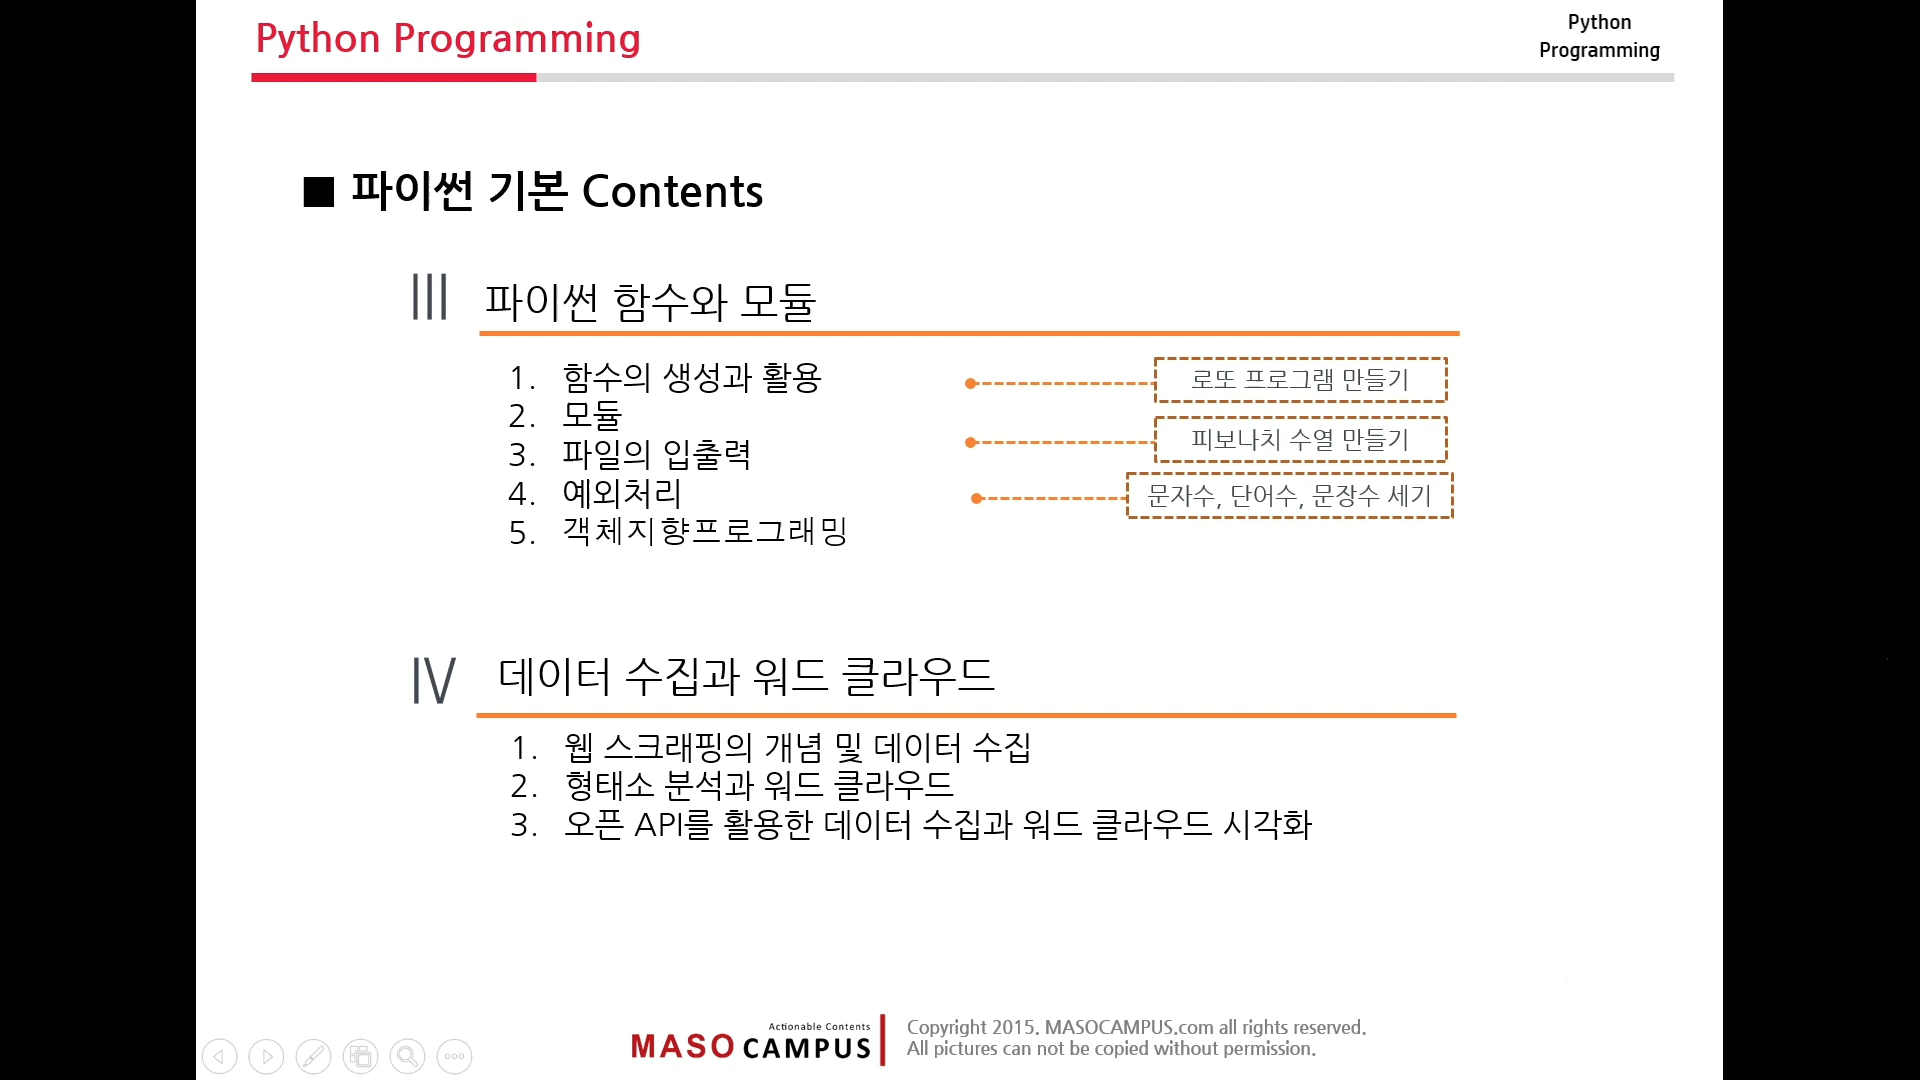 Python Programming
Python
Programming
■ 파이썬 기본 Contents
III 파이썬 함수와 모듈
1. 함수의 생성과 활용
로또 프로그램 만들기
2. 모듈
피보나치 수열 만들기
3. 파일의 입출력
4. 예외처리
문자수, 단어수, 문장수 세기
5. 객체지향프로그래밍
IV 데이터 수집과 워드 클라우드
1. 웹 스크래핑의 개념 및 데이터 수집
2. 형태소 분석과 워드 클라우드
3. 오픈 API를 활용한 데이터 수집과 워드 클라우드 시각화
Actionable Contents
MASO CAMPUS
Copyright 2015. MASOCAMPUS.com all rights reserved.
All pictures can not be copied without permission.